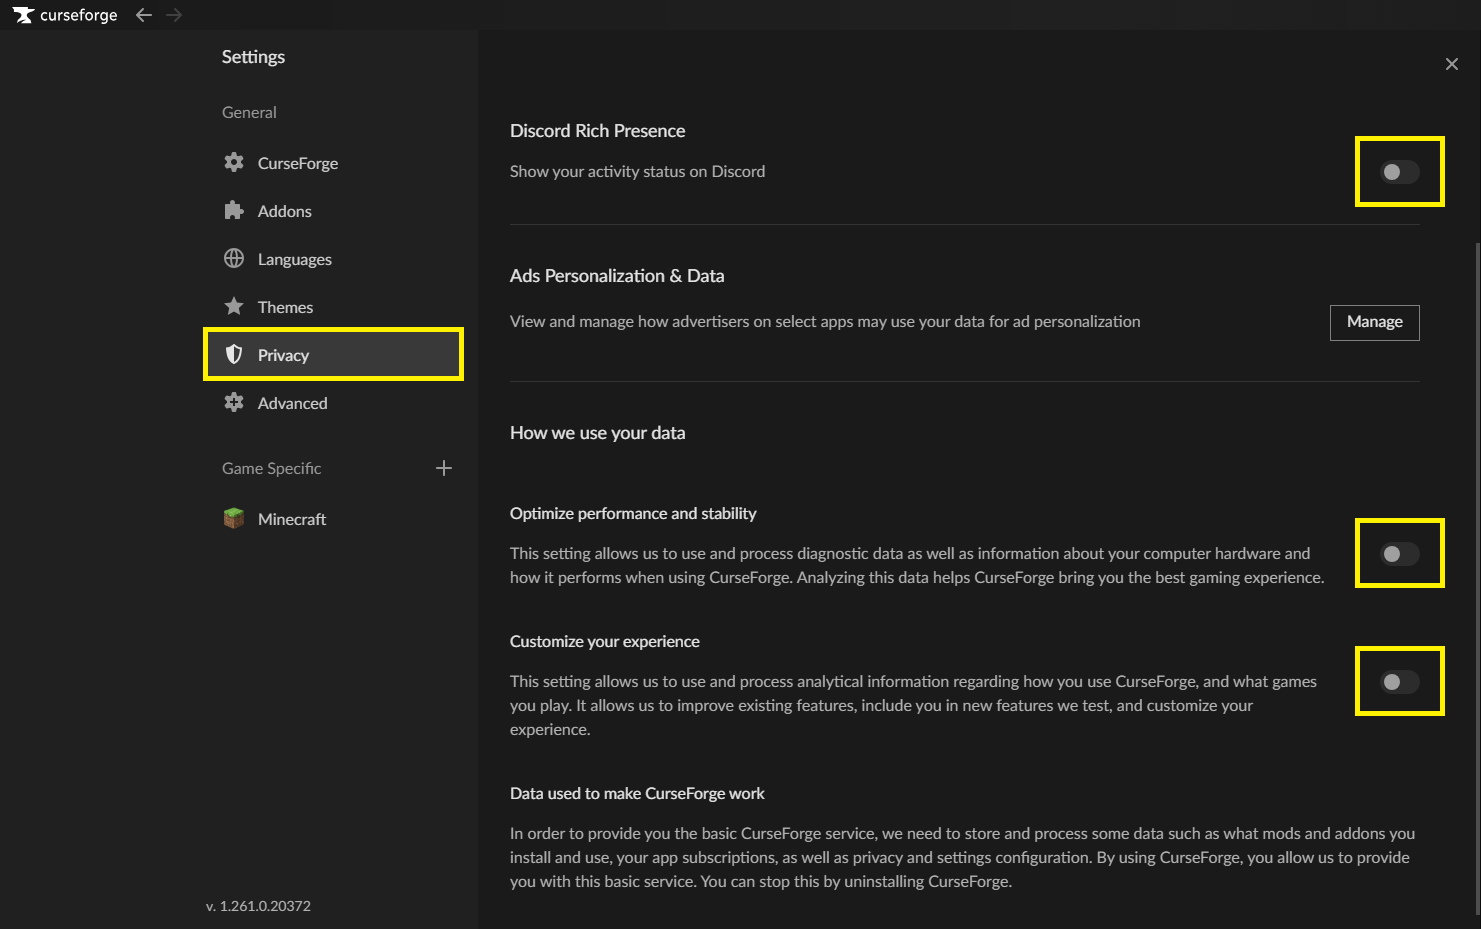 curseforge
Settings
General
CurseForge
Addons
Languages
Themes
Privacy
Advanced
Game Specific
Minecraft
v. 1.261.0.20372
Discord Rich Presence
Show your activity status on Discord
Ads Personalization & Data
View and manage how advertisers on select apps may use your data for ad personalization
Manage
How we use your data
Optimize performance and stability
This setting allows us to use and process diagnostic data as well as information about your computer hardware and
how it performs when using CurseForge. Analyzing this data helps CurseForge bring you the best gaming experience.
Customize your experience
This setting allows us to use and process analytical information regarding how you use CurseForge, and what games
you play. It allows us to improve existing features, include you in new features we test, and customize your
experience.
Data used to make CurseForge work
In order to provide you the basic CurseForge service, we need to store and process some data such as what mods and addons you
install and use, your app subscriptions, as well as privacy and settings configuration. By using CurseForge, you allow us to provide
you with this basic service. You can stop this by uninstalling CurseForge.